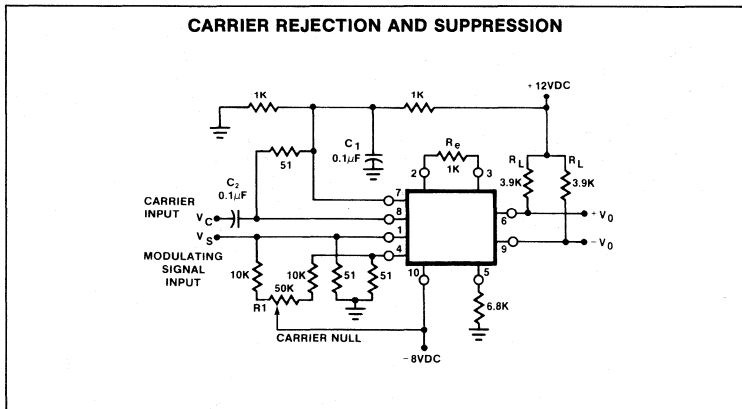 CARRIER REJECTION AND SUPPRESSION
+12VDC
1K
1K
C1
0.1µF
Re
1K
2
3
RL
3.9K
RL
3.9K
51
C2
0.1µF
CARRIER
INPUT
VC
VS
MODULATING
SIGNAL
INPUT
7
8
1
4
6
+V0
9
-V0
10
5
10K
10K
51
51
50K
R1
6.8K
CARRIER NULL
-8VDC